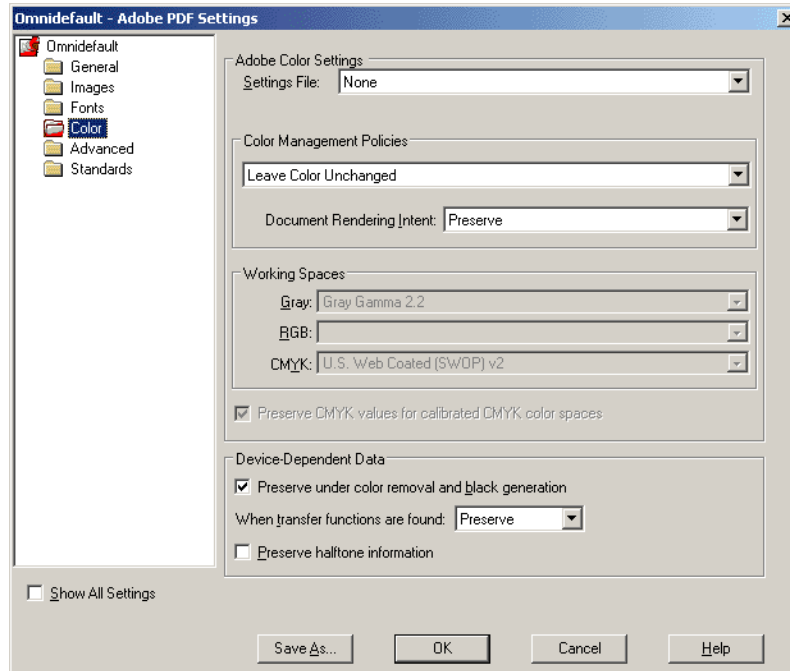 Omnidefault - Adobe PDF Settings
Omnidefault
General
Images
Fonts
Color
Advanced
Standards
Show All Settings
Adobe Color Settings
Settings File: None
Color Management Policies
Leave Color Unchanged
Document Rendering Intent: Preserve
Working Spaces
Gray: Gray Gamma 2.2
RGB:
CMYK: U.S. Web Coated (SWOP) v2
Preserve CMYK values for calibrated CMYK color spaces
Device-Dependent Data
Preserve under color removal and black generation
When transfer functions are found: Preserve
Preserve halftone information
Save As... OK Cancel Help